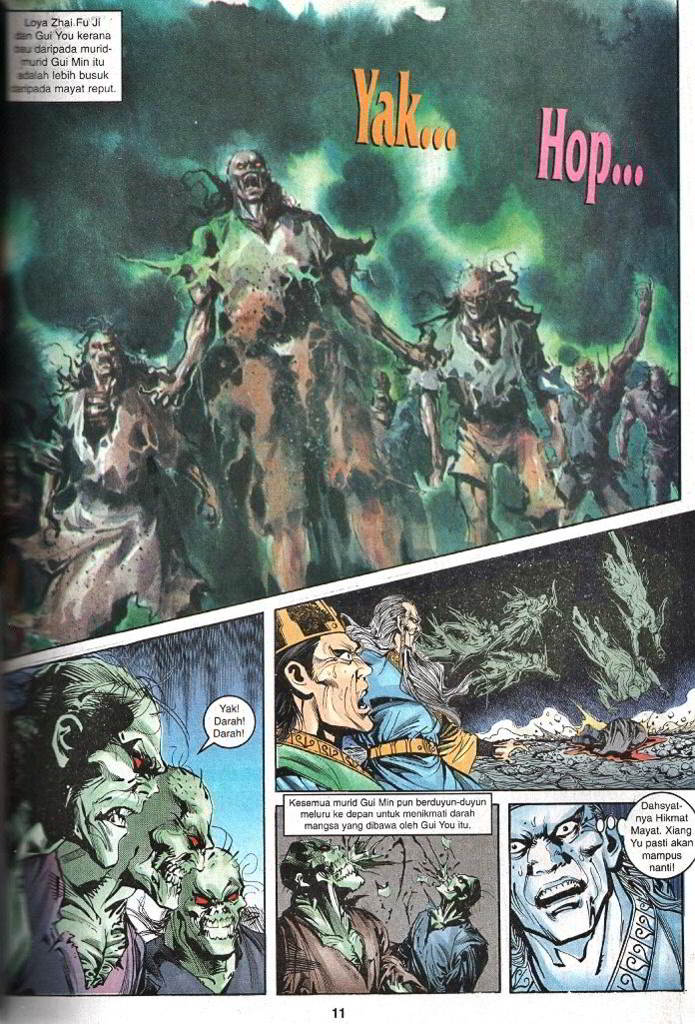 Loya Zhai Fu Ji
dan Gui You kerana
bau daripada murid-
murid Gui Min itu
adalah lebih busuk
daripada mayat reput.
Yak...
Hop...
Yak!
Darah!
Darah!
Kesemua murid Gui Min pun berduyun-duyun
meluru ke depan untuk menikmati darah
mangsa yang dibawa oleh Gui You itu.
Dahsyat-
nya Hikmat
Mayat. Xiang
Yu pasti akan
mampus
nanti!
11